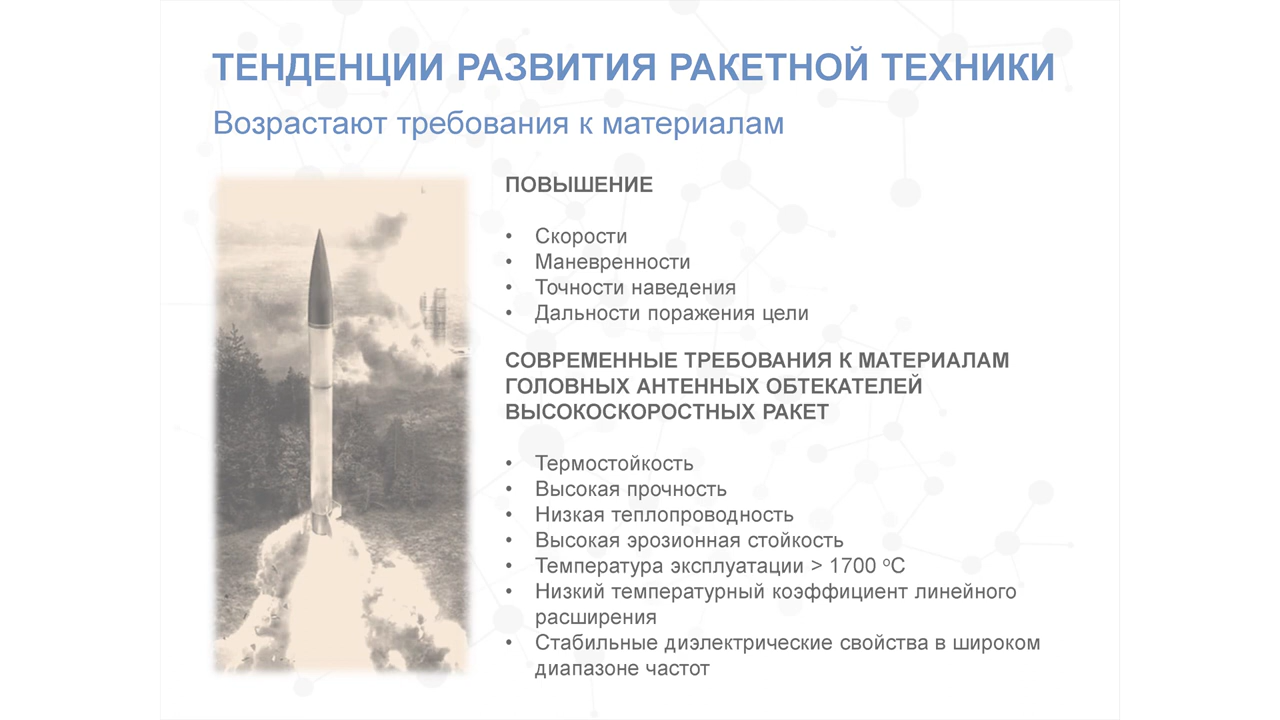 ТЕНДЕНЦИИ РАЗВИТИЯ РАКЕТНОЙ ТЕХНИКИ
Возрастают требования к материалам
ПОВЫШЕНИЕ
• Скорости
• Маневренности
• Точности наведения
• Дальности поражения цели
СОВРЕМЕННЫЕ ТРЕБОВАНИЯ К МАТЕРИАЛАМ
ГОЛОВНЫХ АНТЕННЫХ ОБТЕКАТЕЛЕЙ
ВЫСОКОСКОРОСТНЫХ РАКЕТ
• Термостойкость
• Высокая прочность
• Низкая теплопроводность
• Высокая эрозионная стойкость
• Температура эксплуатации > 1700 ºС
• Низкий температурный коэффициент линейного
расширения
• Стабильные диэлектрические свойства в широком
диапазоне частот